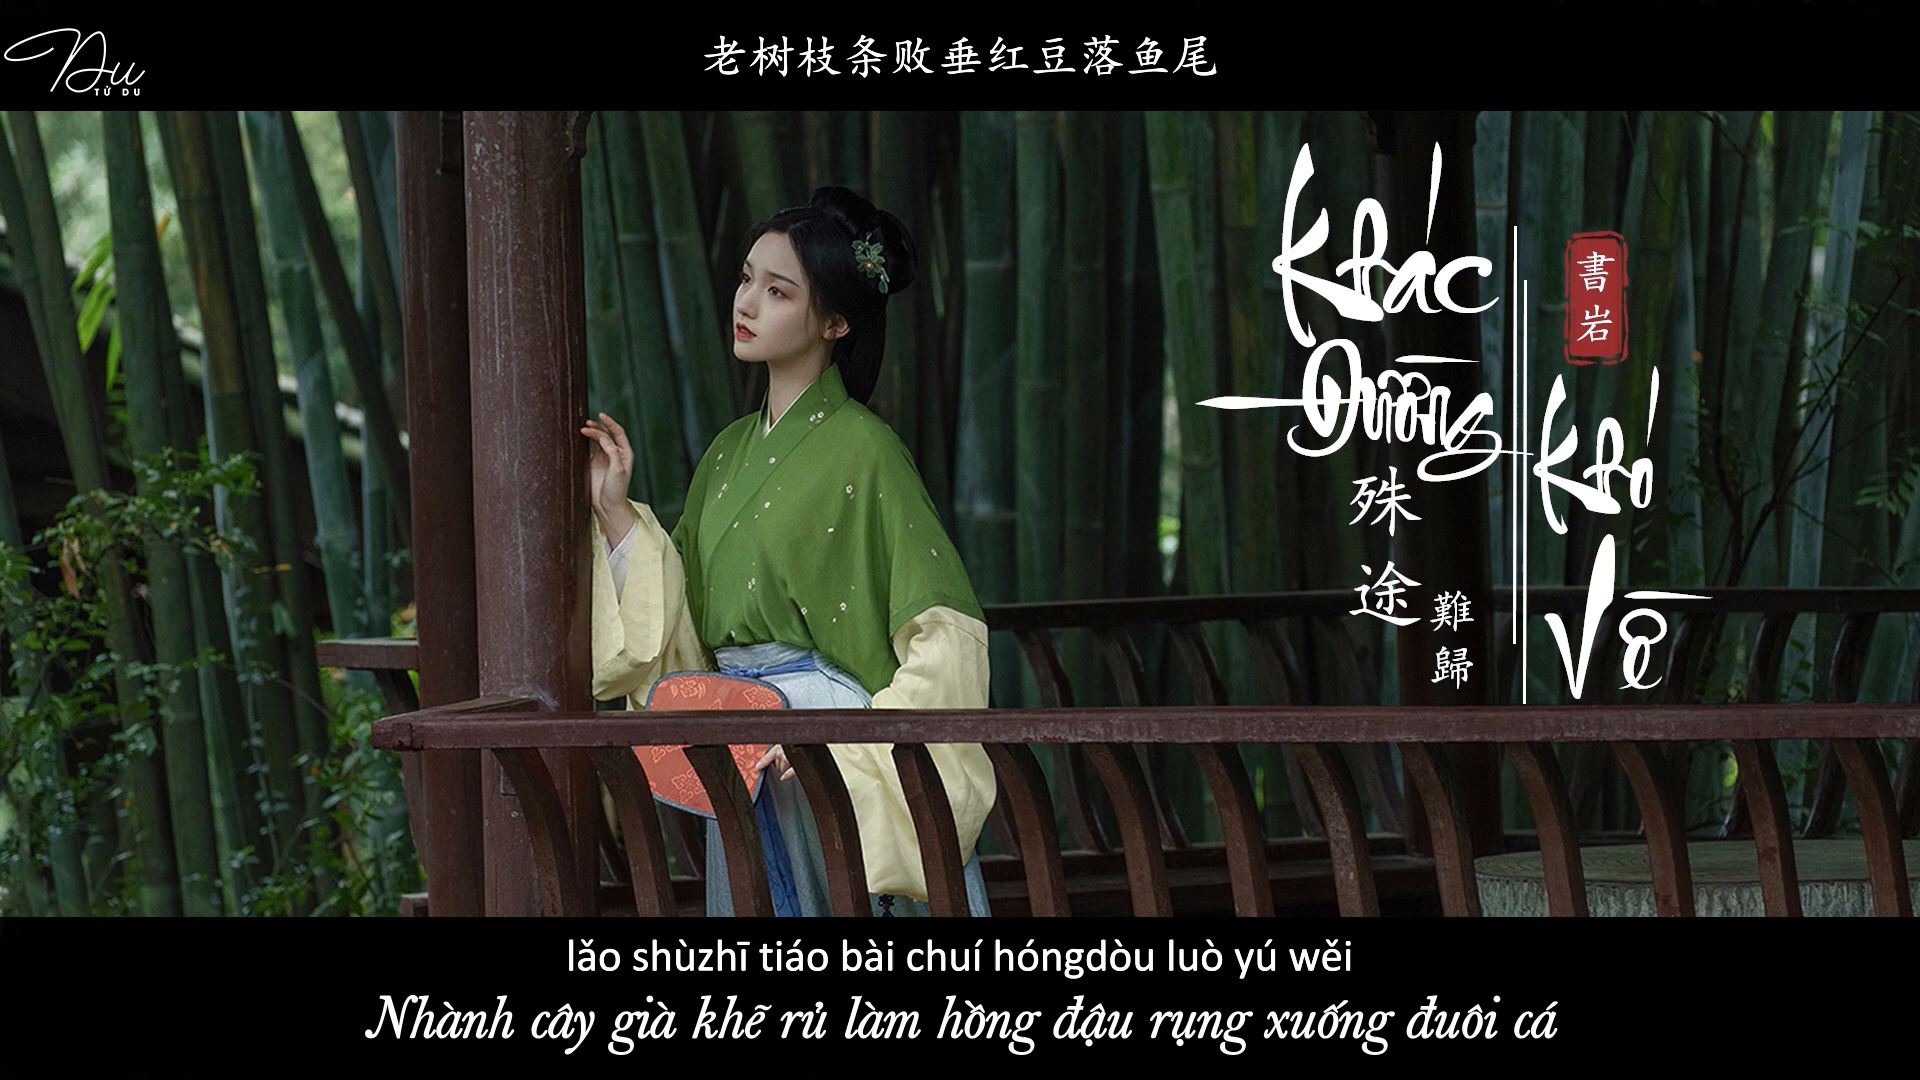 Du
TỬ DU
老树枝条败垂红豆落鱼尾
Khác
Đường
殊途
難歸
書岩
Khó
Về
lǎo shùzhī tiáo bài chuí hóngdòu luò yú wěi
Nhành cây già khẽ rủ làm hồng đậu rụng xuống đuôi cá